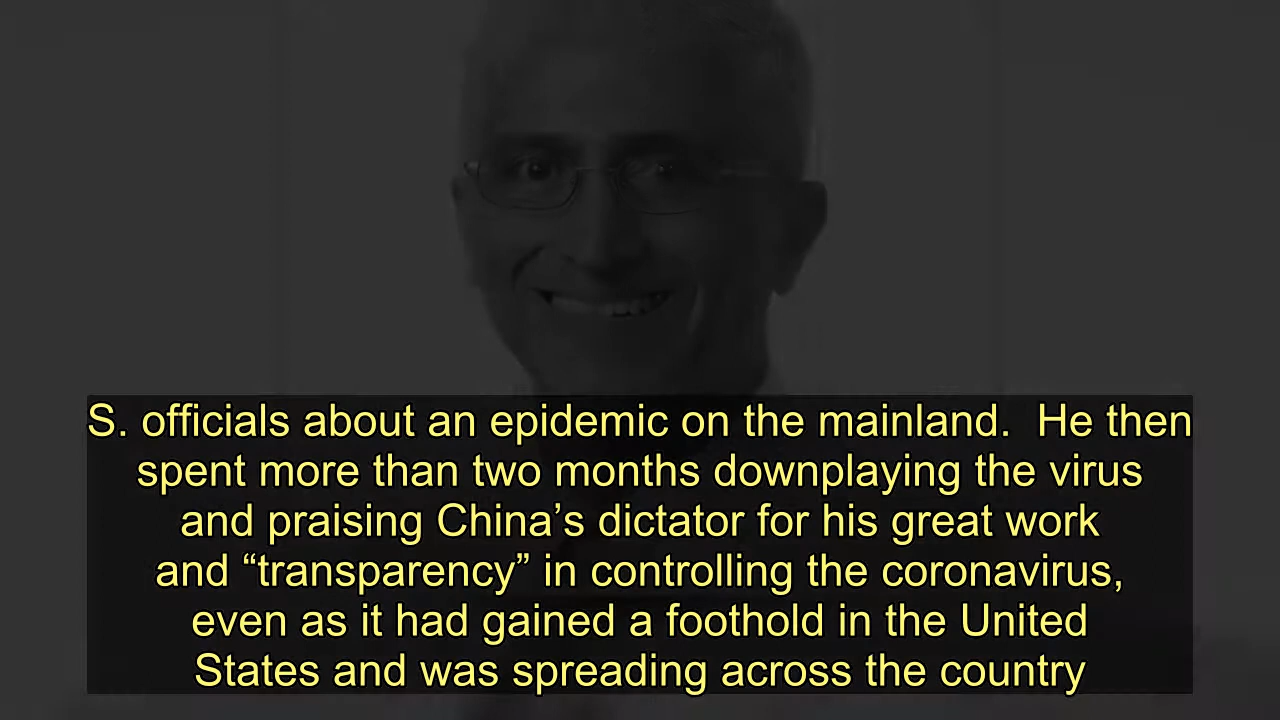 S. officials about an epidemic on the mainland.  He then
spent more than two months downplaying the virus
and praising China’s dictator for his great work
and “transparency” in controlling the coronavirus,
even as it had gained a foothold in the United
States and was spreading across the country